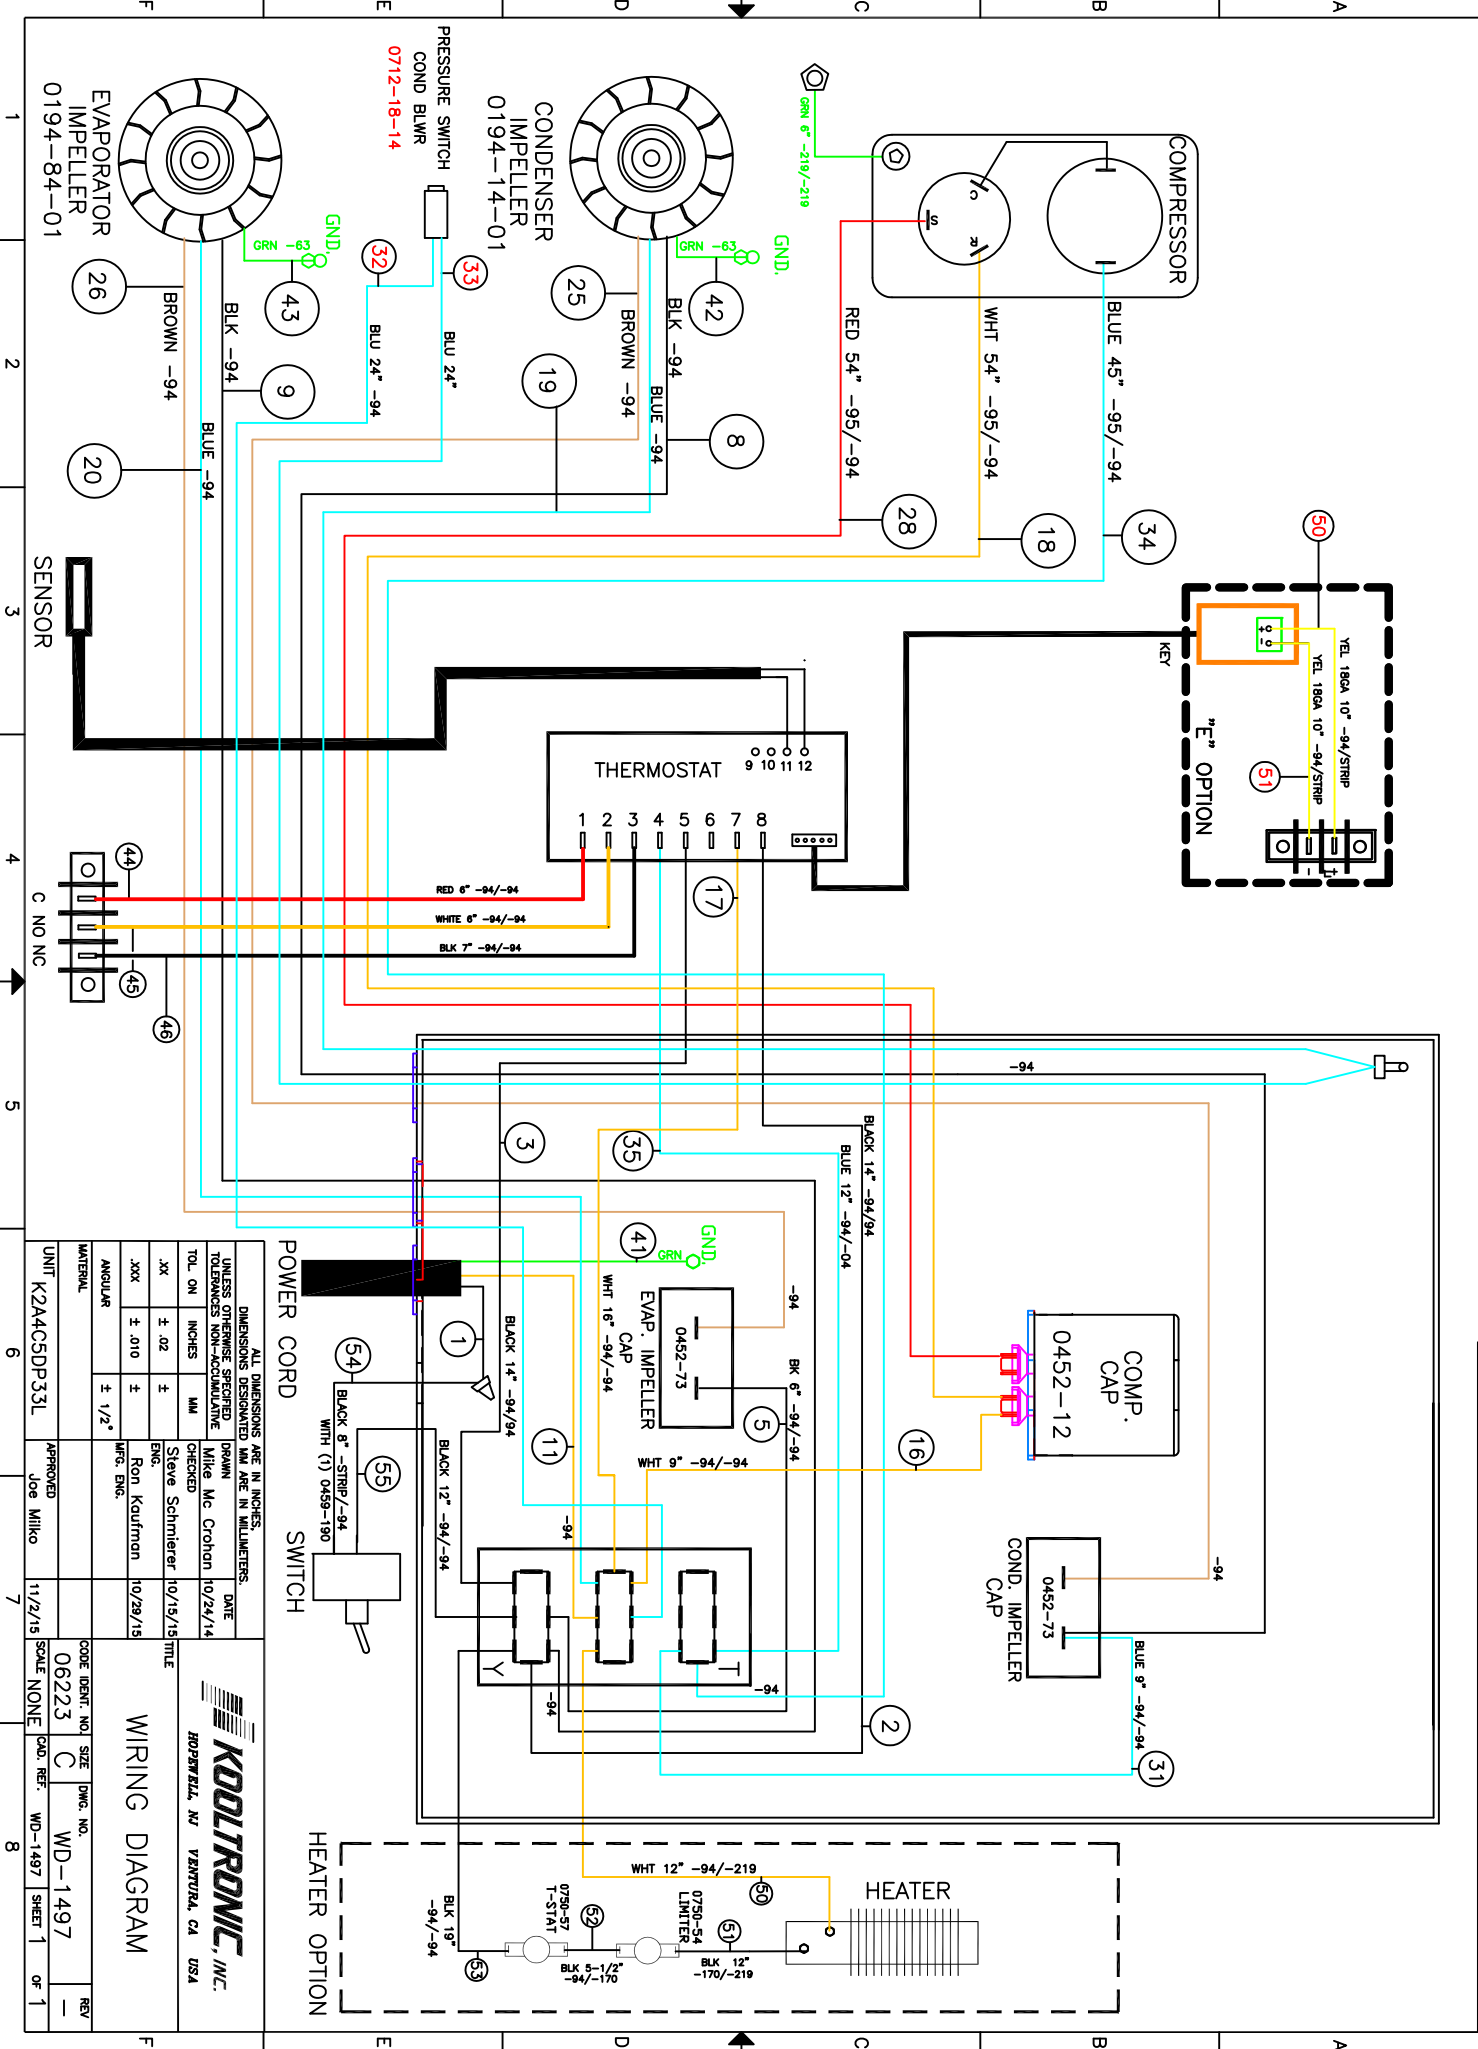 F
E
D
C
B
A
1
2
3
4
5
6
7
8
COMPRESSOR
C
S
R
GRN 6" -219/-219
CONDENSER
IMPELLER
0194-14-01
PRESSURE SWITCH
COND BLWR
0712-18-14
EVAPORATOR
IMPELLER
0194-84-01
GND.
GRN -63
42
GND.
GRN -63
43
32
33
25
26
BROWN -94
BLK -94
9
BLU 24" -94
BLU 24"
19
BROWN -94
BLK -94
BLUE -94
8
RED 54" -95/-94
WHT 54" -95/-94
BLUE 45" -95/-94
20
BLUE -94
28
18
34
50
SENSOR
KEY
+
-
YEL 18GA 10" -94/STRIP
YEL 18GA 10" -94/STRIP
51
"E" OPTION
-
+
THERMOSTAT
9 10 11 12
1 2 3 4 5 6 7 8
17
44
C NO NC
45
46
RED 6" -94/-94
WHITE 6" -94/-94
BLK 7" -94/-94
-94
3
35
BLACK 14" -94/94
BLUE 12" -94/-04
GND.
GRN
41
POWER CORD
1
54
BLACK 14" -94/94
WHT 16" -94/-94
EVAP. IMPELLER
CAP
0452-73
-94
BK 6" -94/-94
5
COMP.
CAP
0452-12
BLACK 8" -STRIP/-94
WITH (1) 0459-190
55
BLACK 12" -94/-94
11
WHT 9" -94/-94
16
SWITCH
-94
COND. IMPELLER
CAP
0452-73
-94
BLUE 9" -94/-94
31
Y
T
-94
-94
2
HEATER OPTION
HEATER
WHT 12" -94/-219
50
0750-54
LIMITER
51
BLK 12"
-170/-219
0750-57
T-STAT
52
BLK 5-1/2"
-94/-170
BLK 19"
-94/-94
53
ALL DIMENSIONS ARE IN INCHES,
DIMENSIONS DESIGNATED MM ARE IN MILLIMETERS.
UNLESS OTHERWISE SPECIFIED
TOLERANCES NON-ACCUMULATIVE
TOL ON INCHES MM
.XX ± .02 ±
.XXX ± .010 ±
ANGULAR ± 1/2°
MATERIAL
UNIT K2A4C5DP33L
DRAWN DATE
Mike Mc Crohan 10/24/14
CHECKED
Steve Schmierer 10/15/15
ENG.
Ron Kaufman 10/29/15
MFG. ENG.
APPROVED
Joe Milko 11/2/15
KOOLTRONIC, INC.
HOPEWELL, NJ VENTURA, CA USA
TITLE
WIRING DIAGRAM
CODE IDENT. NO. SIZE DWG. NO. REV
06223 C WD-1497 —
SCALE NONE CAD. REF. WD-1497 SHEET 1 OF 1
F
E
D
C
B
A